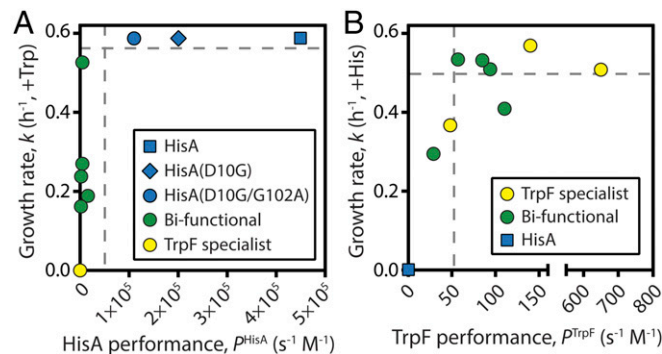 A
Growth rate, k (h⁻¹, +Trp)
0.6
0.4
0.2
0.0
HisA
HisA(D10G)
HisA(D10G/G102A)
Bi-functional
TrpF specialist
0 1×10⁵ 2×10⁵ 3×10⁵ 4×10⁵ 5×10⁵
HisA performance, Pᴴⁱˢᴬ (s⁻¹ M⁻¹)
B
Growth rate, k (h⁻¹, +His)
0.6
0.4
0.2
0.0
TrpF specialist
Bi-functional
HisA
0 50 100 150 600 700 800
TrpF performance, Pᵀʳᵖᶠ (s⁻¹ M⁻¹)